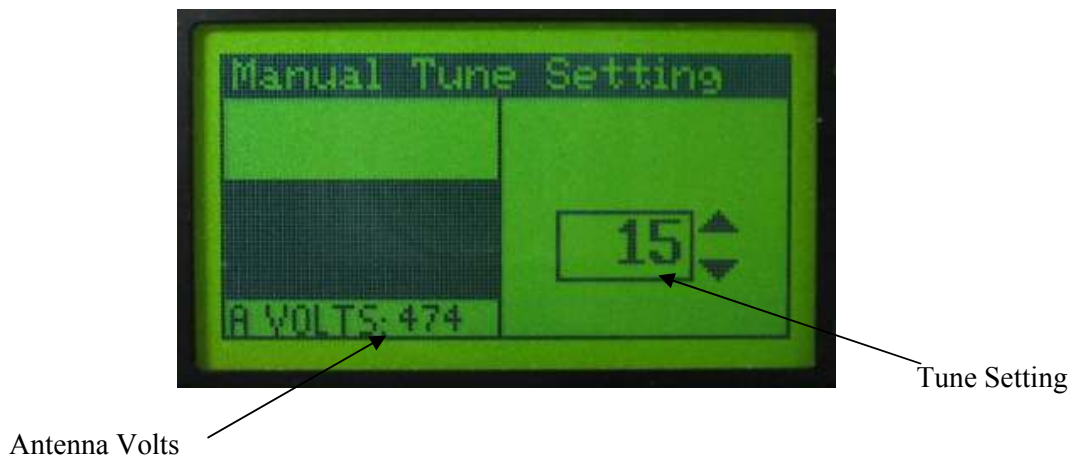 Manual Tune Setting
15
A VOLTS: 474
Tune Setting
Antenna Volts